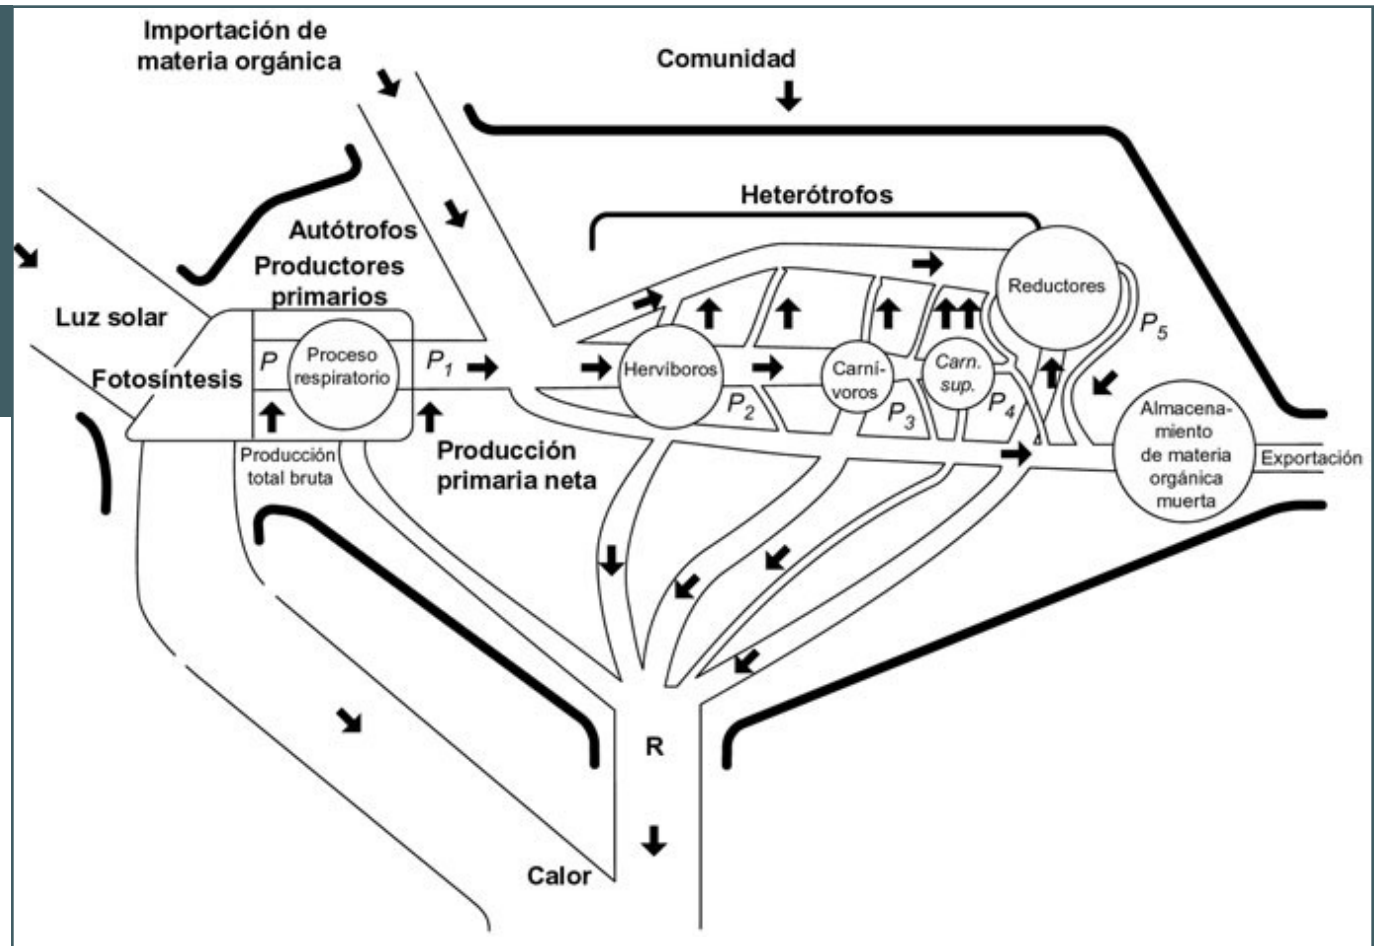 Importación de
materia orgánica
Comunidad
Heterótrofos
Autótrofos
Productores
primarios
Luz solar
Fotosíntesis
P
Proceso
respiratorio
P1
Hervíboros
P2
Carní-
voros
P3
Carn.
sup.
P4
Reductores
P5
Almacena-
miento
de materia
orgánica
muerta
Exportación
Producción
total bruta
Producción
primaria neta
R
Calor